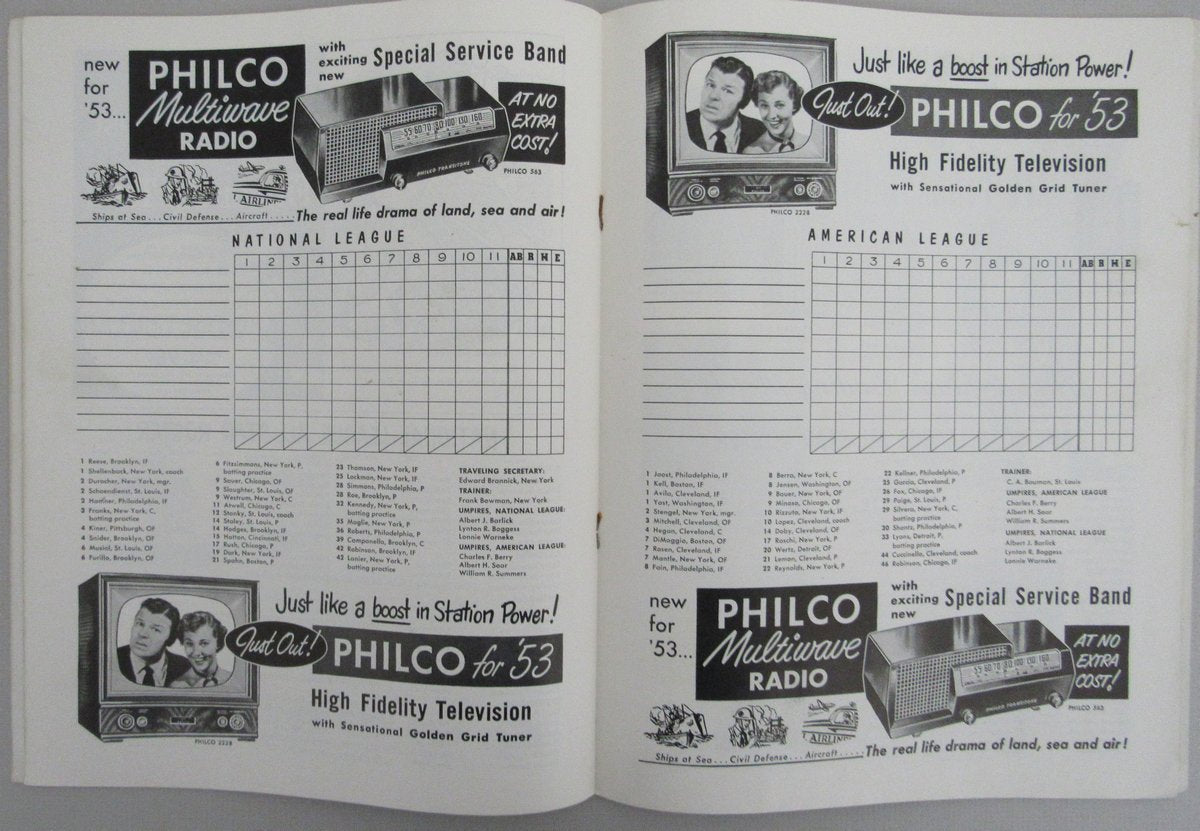 new
for
'53...
PHILCO
Multiwave
RADIO
with
exciting
new
Special Service Band
AT NO
EXTRA
COST!
55 60 70 80 100 130 160
PHILCO TRANSITONE
PHILCO 563
AIRLINE
Ships at Sea...Civil Defense...Aircraft.....The real life drama of land, sea and air!
NATIONAL LEAGUE
1 2 3 4 5 6 7 8 9 10 11 AB R H E
1 Reese, Brooklyn, IF
1 Shellenback, New York, coach
2 Durocher, New York, mgr.
2 Schoendienst, St. Louis, IF
2 Hamner, Philadelphia, IF
3 Franks, New York, C,
batting practice
4 Kiner, Pittsburgh, OF
4 Snider, Brooklyn, OF
6 Musial, St. Louis, OF
6 Furillo, Brooklyn, OF
6 Fitzsimmons, New York, P,
batting practice
9 Sauer, Chicago, OF
9 Slaughter, St. Louis, OF
9 Westrum, New York, C
11 Atwell, Chicago, C
12 Stanky, St. Louis, coach
14 Staley, St. Louis, P
14 Hodges, Brooklyn, IF
15 Hatton, Cincinnati, IF
17 Rush, Chicago, P
19 Dark, New York, IF
21 Spahn, Boston, P
23 Thomson, New York, IF
25 Lockman, New York, IF
28 Simmons, Philadelphia, P
28 Roe, Brooklyn, P
32 Kennedy, New York, P,
batting practice
35 Maglie, New York, P
36 Roberts, Philadelphia, P
39 Campanella, Brooklyn, C
42 Robinson, Brooklyn, IF
43 Lanier, New York, P,
batting practice
TRAVELING SECRETARY:
Edward Brannick, New York
TRAINER:
Frank Bowman, New York
UMPIRES, NATIONAL LEAGUE
Albert J. Barlick
Lynton R. Boggess
Lonnie Warneke
UMPIRES, AMERICAN LEAGUE:
Charles F. Berry
Albert H. Soar
William R. Summers
Just like a boost in Station Power!
Just Out!
PHILCO for '53
High Fidelity Television
with Sensational Golden Grid Tuner
PHILCO 2228
Just like a boost in Station Power!
Just Out!
PHILCO for '53
High Fidelity Television
with Sensational Golden Grid Tuner
PHILCO 2228
AMERICAN LEAGUE
1 2 3 4 5 6 7 8 9 10 11 AB R H E
1 Joost, Philadelphia, IF
1 Kell, Boston, IF
1 Avila, Cleveland, IF
1 Yost, Washington, IF
2 Stengel, New York, mgr.
3 Mitchell, Cleveland, OF
4 Hegan, Cleveland, C
7 DiMaggio, Boston, OF
7 Rosen, Cleveland, IF
7 Mantle, New York, OF
8 Fain, Philadelphia, IF
8 Berra, New York, C
8 Jensen, Washington, OF
9 Bauer, New York, OF
9 Minoso, Chicago, OF
10 Rizzuto, New York, IF
10 Lopez, Cleveland, coach
14 Doby, Cleveland, OF
17 Raschi, New York, P
20 Wertz, Detroit, OF
21 Lemon, Cleveland, P
22 Reynolds, New York, P
22 Kellner, Philadelphia, P
25 Garcia, Cleveland, P
26 Fox, Chicago, IF
29 Paige, St. Louis, P
29 Silvera, New York, C,
batting practice
30 Shantz, Philadelphia, P
33 Lyons, Detroit, P,
batting practice
44 Cuccinello, Cleveland, coach
46 Robinson, Chicago, IF
TRAINER:
C. A. Bauman, St. Louis
UMPIRES, AMERICAN LEAGUE
Charles F. Berry
Albert H. Soar
William R. Summers
UMPIRES, NATIONAL LEAGUE
Albert J. Barlick
Lynton R. Boggess
Lonnie Warneke
new
for
'53...
PHILCO
Multiwave
RADIO
with
exciting
new
Special Service Band
AT NO
EXTRA
COST!
55 60 70 80 100 130 160
PHILCO TRANSITONE
PHILCO 563
AIRLINE
Ships at Sea...Civil Defense...Aircraft.....The real life drama of land, sea and air!